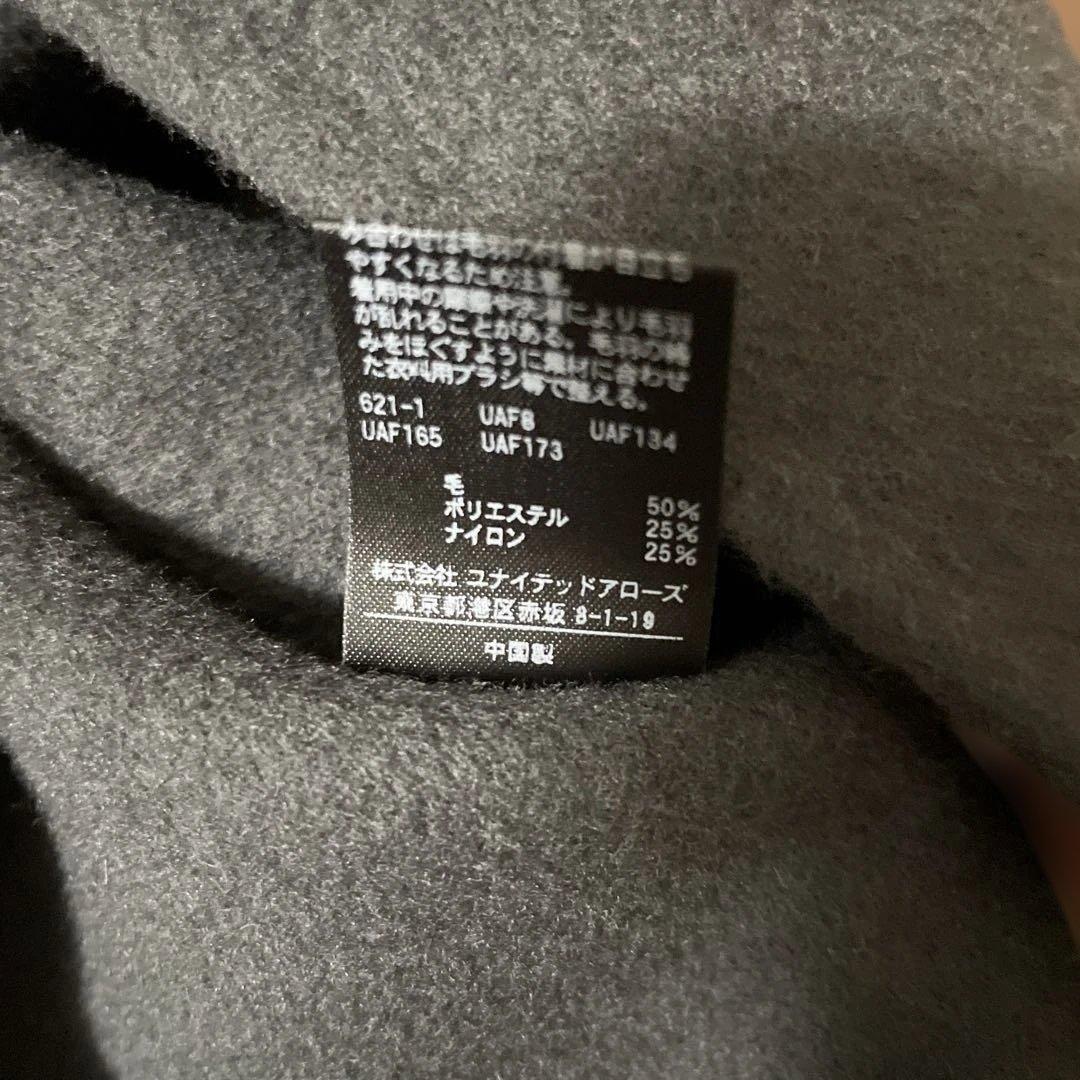 やすくなるため注意。
着用中の摩擦や洗濯により毛羽
が乱れることがある。毛羽の絡
みをほぐすように素材に合わせ
た衣料用ブラシ等で整える。
621-1 UAF8 UAF134
UAF165 UAF173
毛 50%
ポリエステル 25%
ナイロン 25%
株式会社 ユナイテッドアローズ
東京都港区赤坂 8-1-19
中国製